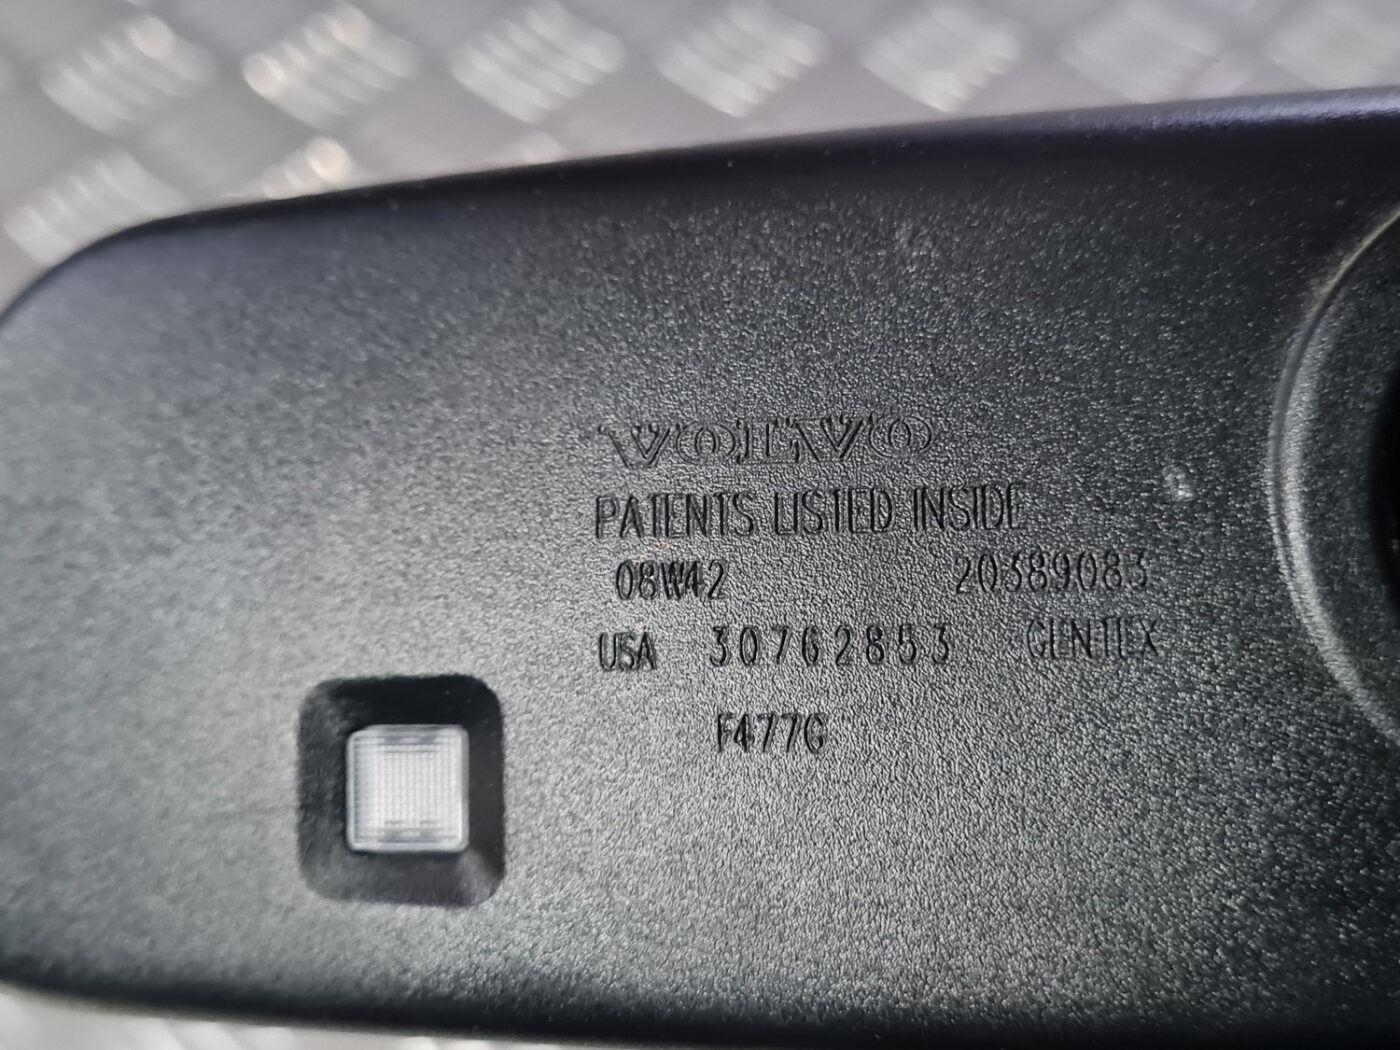 VOLVO
PATENTS LISTED INSIDE
08W42 20389083
USA 30762853 GENTEX
F477G